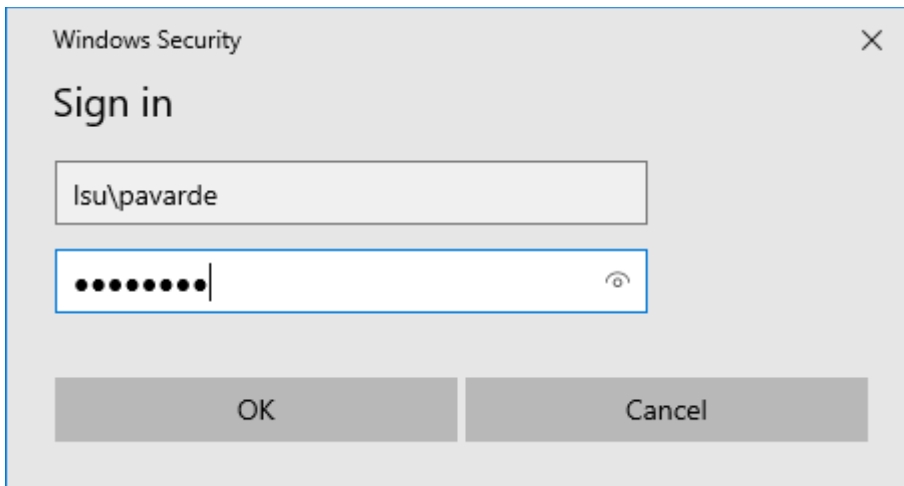 Windows Security
Sign in
lsu\pavarde
••••••••
OK
Cancel